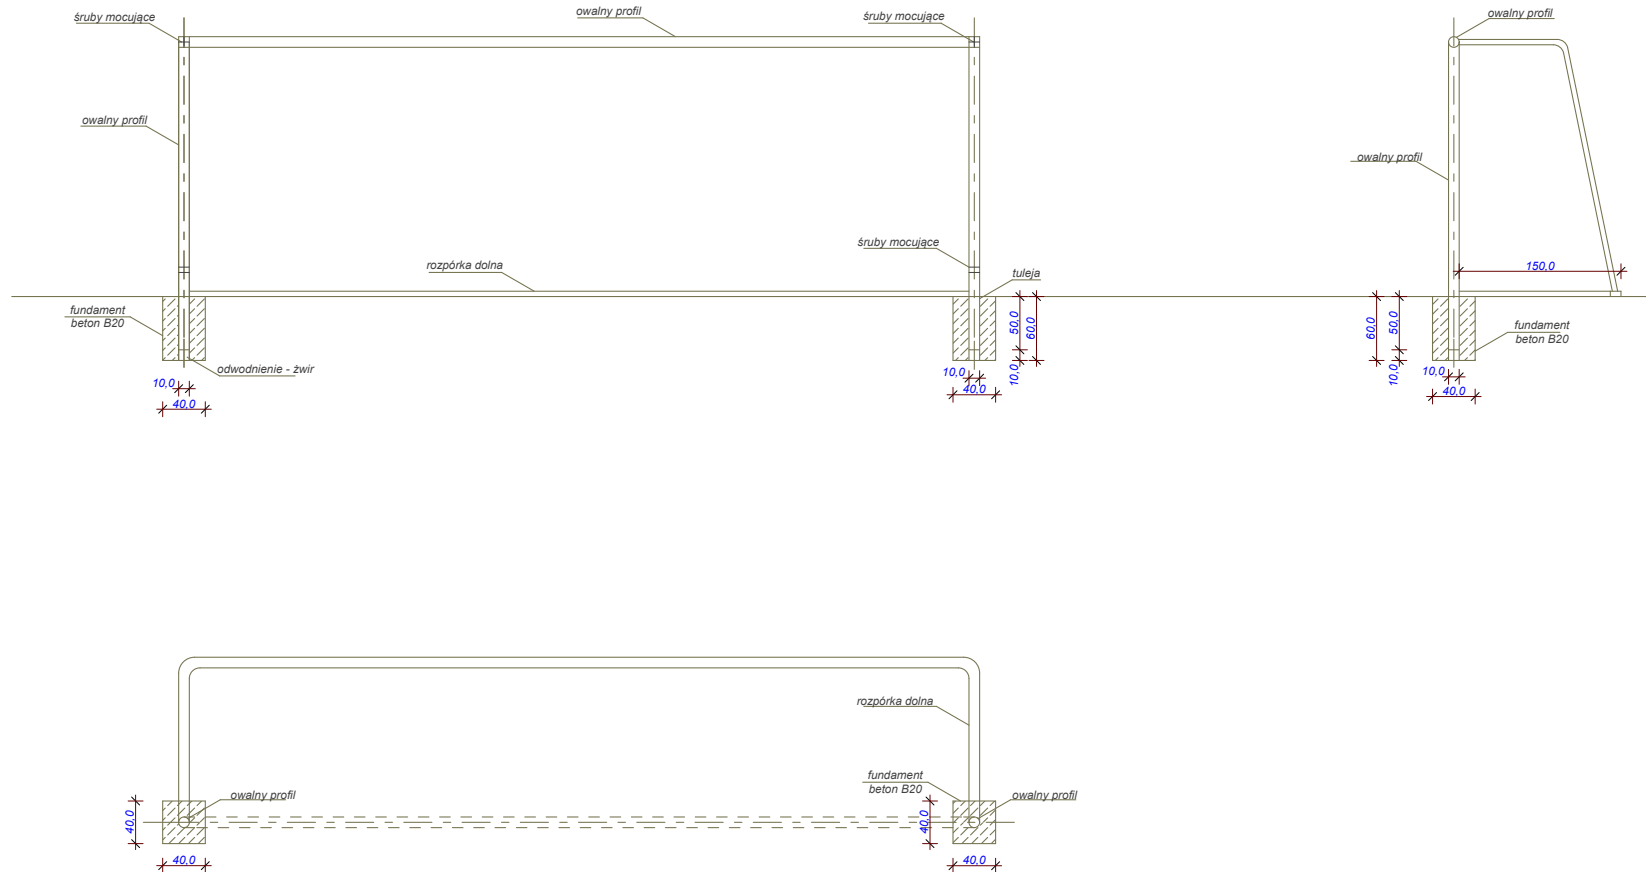 śruby mocujące
owalny profil
śruby mocujące
owalny profil
owalny profil
owalny profil
śruby mocujące
rozpórka dolna
tuleja
150,0
fundament
beton B20
odwodnienie - żwir
50,0
60,0
10,0
60,0
50,0
10,0
fundament
beton B20
10,0
40,0
10,0
40,0
10,0
40,0
rozpórka dolna
fundament
beton B20
owalny profil
owalny profil
40,0
40,0
40,0
40,0